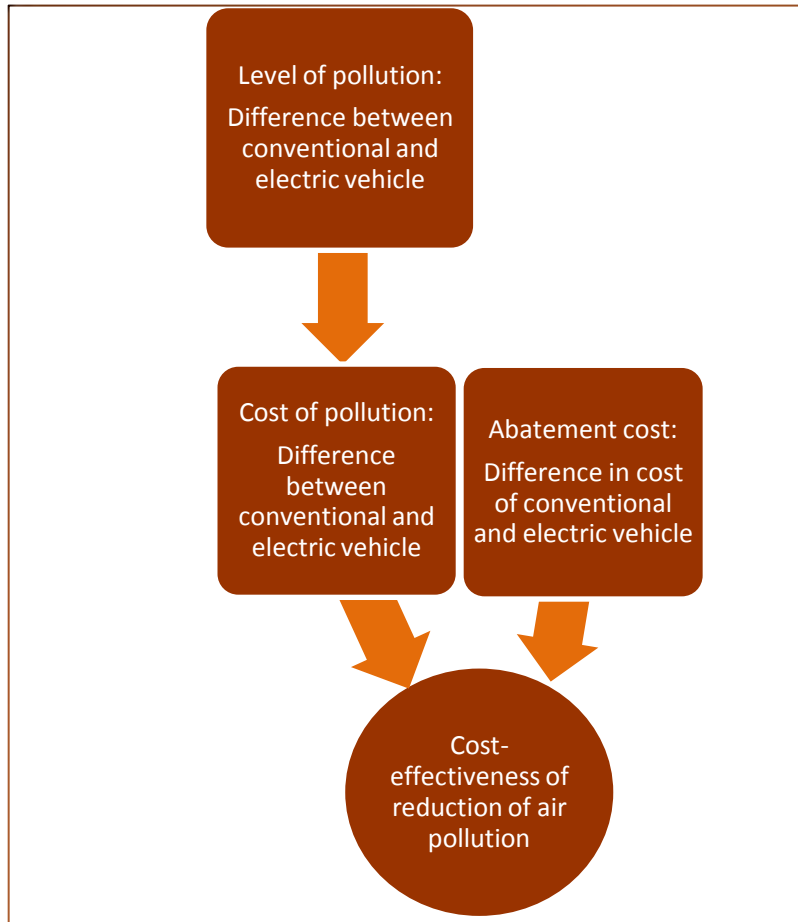 Level of pollution:
Difference between
conventional and
electric vehicle
Cost of pollution:
Difference
between
conventional and
electric vehicle
Abatement cost:
Difference in cost
of conventional
and electric vehicle
Cost-
effectiveness of
reduction of air
pollution